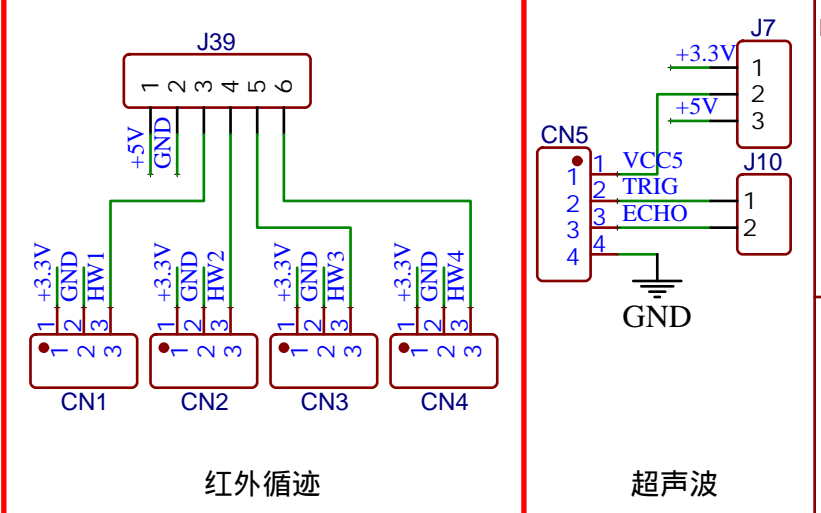 J39
1 2 3 4 5 6
+5V
GND
+3.3V
GND
HW1
1 2 3
1 2 3
CN1
+3.3V
GND
HW2
1 2 3
1 2 3
CN2
+3.3V
GND
HW3
1 2 3
1 2 3
CN3
+3.3V
GND
HW4
1 2 3
1 2 3
CN4
红外循迹
J7
+3.3V
1
2
+5V
3
CN5
1 1 VCC5
2 2 TRIG
3 3 ECHO
4 4
J10
1
2
GND
超声波